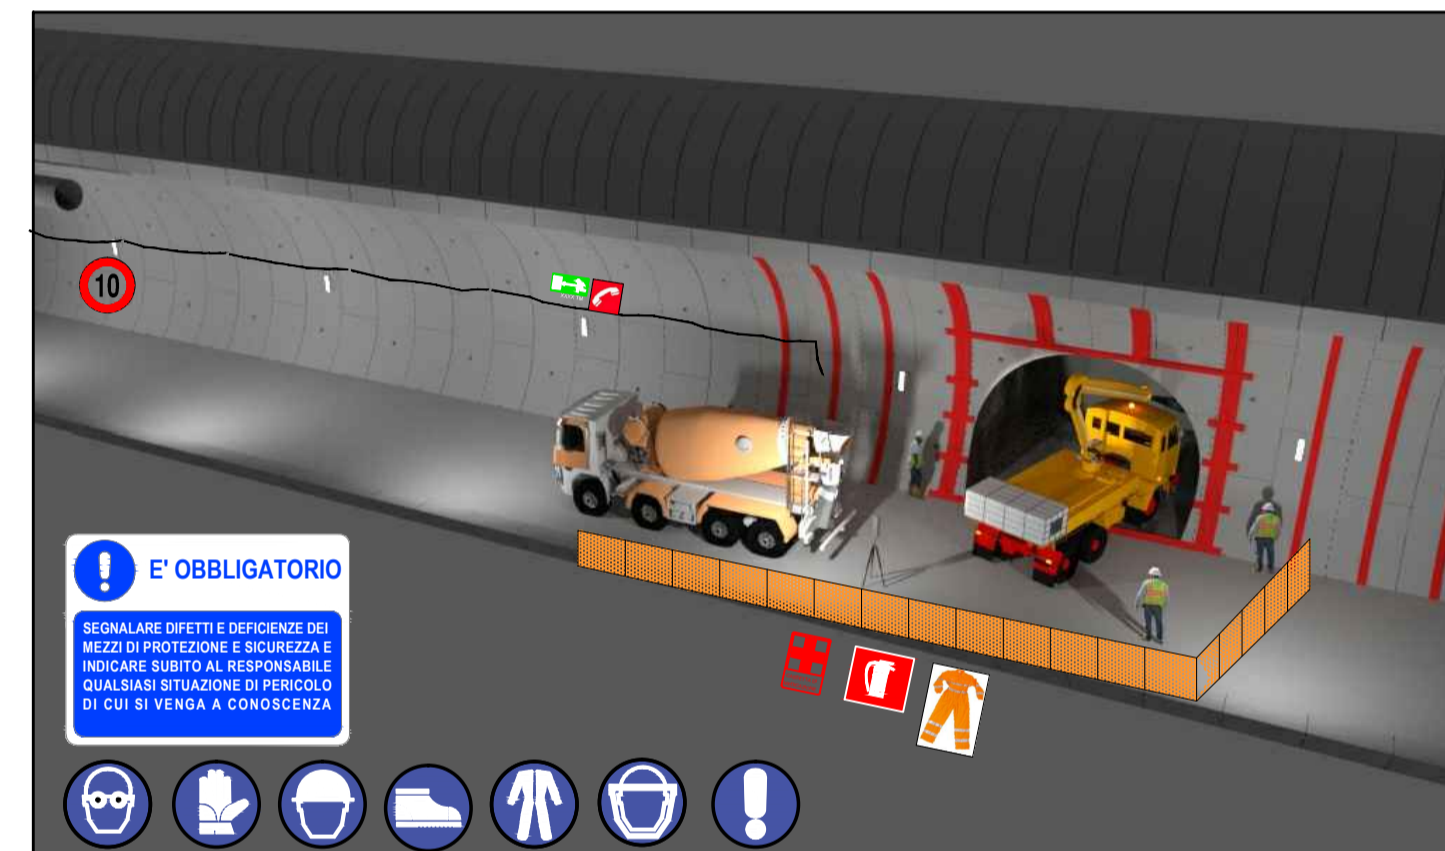 10
E' OBBLIGATORIO
SEGNALARE DIFETTI E DEFICIENZE DEI
MEZZI DI PROTEZIONE E SICUREZZA E
INDICARE SUBITO AL RESPONSABILE
QUALSIASI SITUAZIONE DI PERICOLO
DI CUI SI VENGA A CONOSCENZA